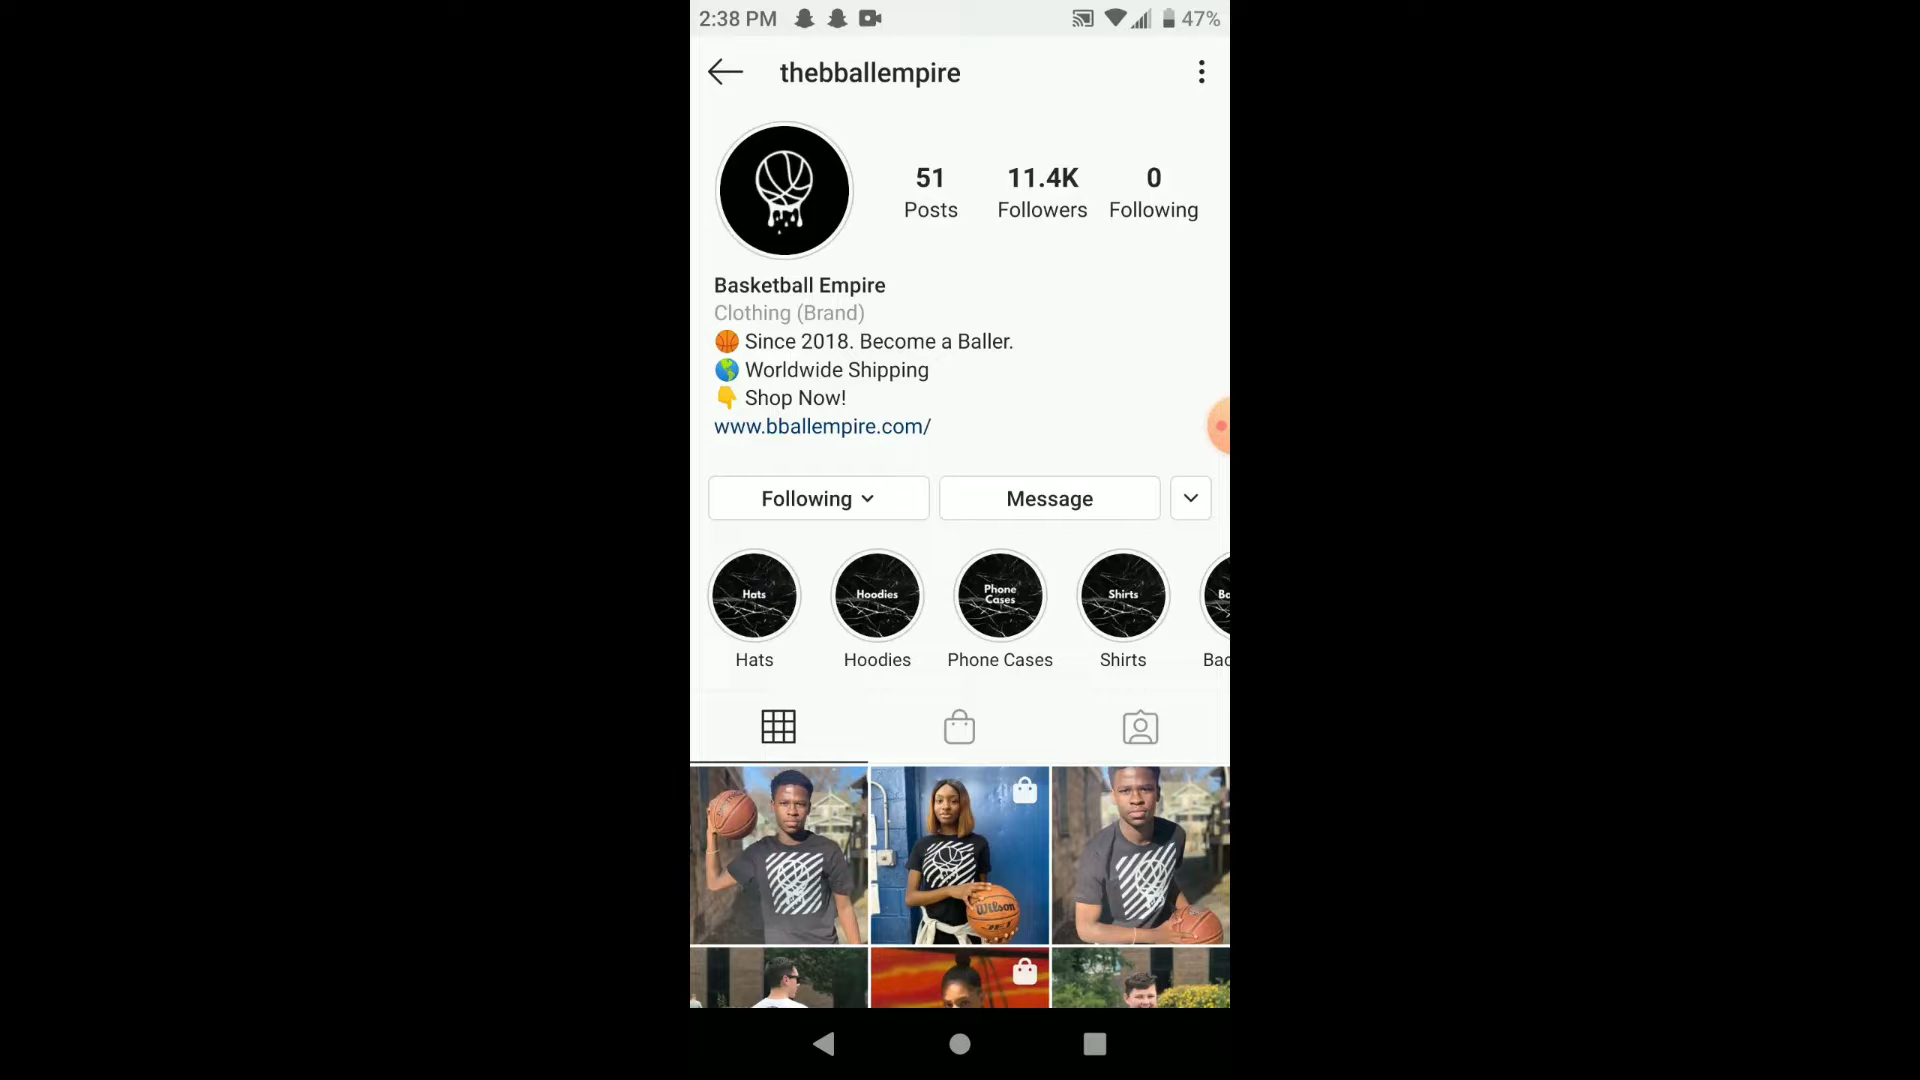 2:38 PM
47%
thebballempire
51
11.4K
0
Posts
Followers
Following
Basketball Empire
Clothing (Brand)
🏀 Since 2018. Become a Baller.
🌎 Worldwide Shipping
👇 Shop Now!
www.bballempire.com/
Following
Message
Hats
Hoodies
Phone
Cases
Shirts
Ba
Hats
Hoodies
Phone Cases
Shirts
Bac
Wilson